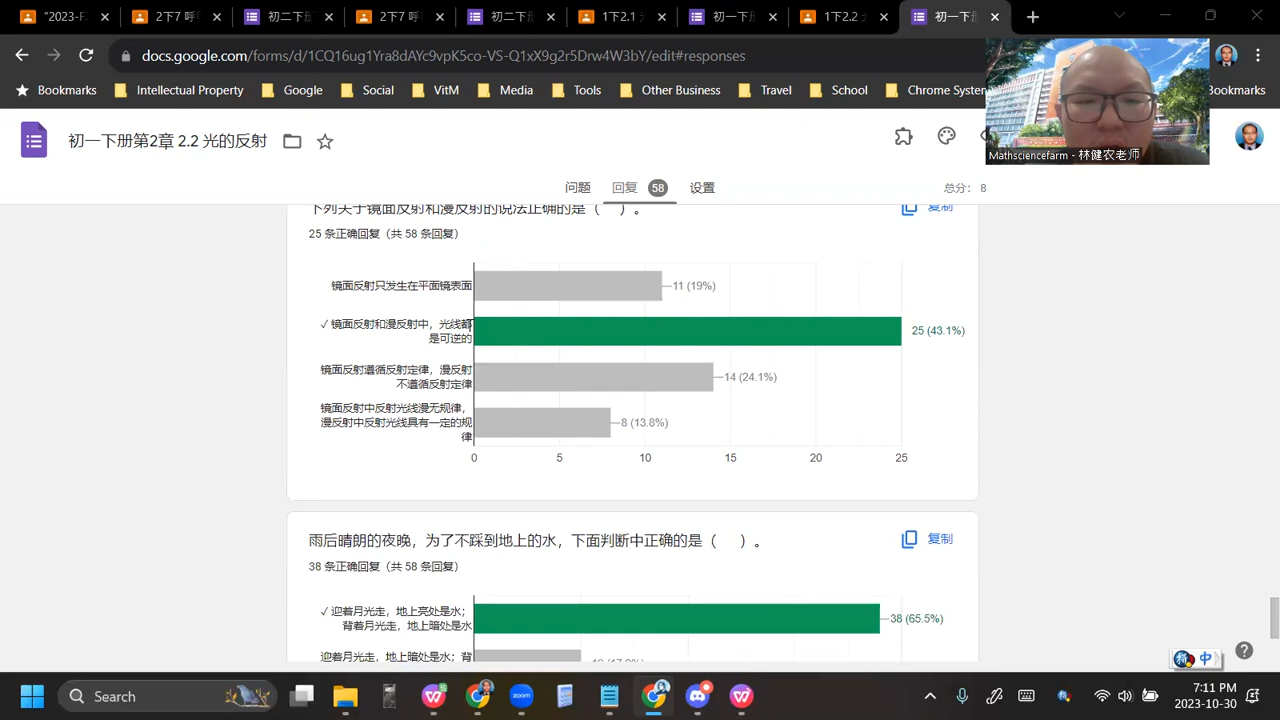 "2023-F
2下7 呼
初二下
2下7 呼
初二下
1下2.1
初一下
1下2.2
初一下
docs.google.com/forms/d/1
16ug1Yra8dAYc9vpK5co-V
Q1xX9g2r5Drw4W3bY/edit#responses
Bookmarks
Intellectual Property
Google
Social
VitM
Media
Tools
Other Business
Travel
School
Chrome System
Bookmarks
初一下册第2章 2.2 光的反射
Mathsciencefarm - 林健农老师
问题
回复
58
设置
总分： 8
下列关于镜面反射和漫反射的说法正确的是（ ）。
复制
25 条正确回复（共 58 条回复）
镜面反射只发生在平面镜表面
11 (19%)
✓ 镜面反射和漫反射中，光线都
是可逆的
25 (43.1%)
镜面反射遵循反射定律，漫反射
不遵循反射定律
14 (24.1%)
镜面反射中反射光线漫无规律，
漫反射中反射光线具有一定的规
律
8 (13.8%)
0
5
10
15
20
25
雨后晴朗的夜晚，为了不踩到地上的水，下面判断中正确的是（ ）。
复制
38 条正确回复（共 58 条回复）
✓ 迎着月光走，地上亮处是水；
背着月光走，地上暗处是水
38 (65.5%)
迎着月光走，地上暗处是水；背
Search
中
7:11 PM
2023-10-30